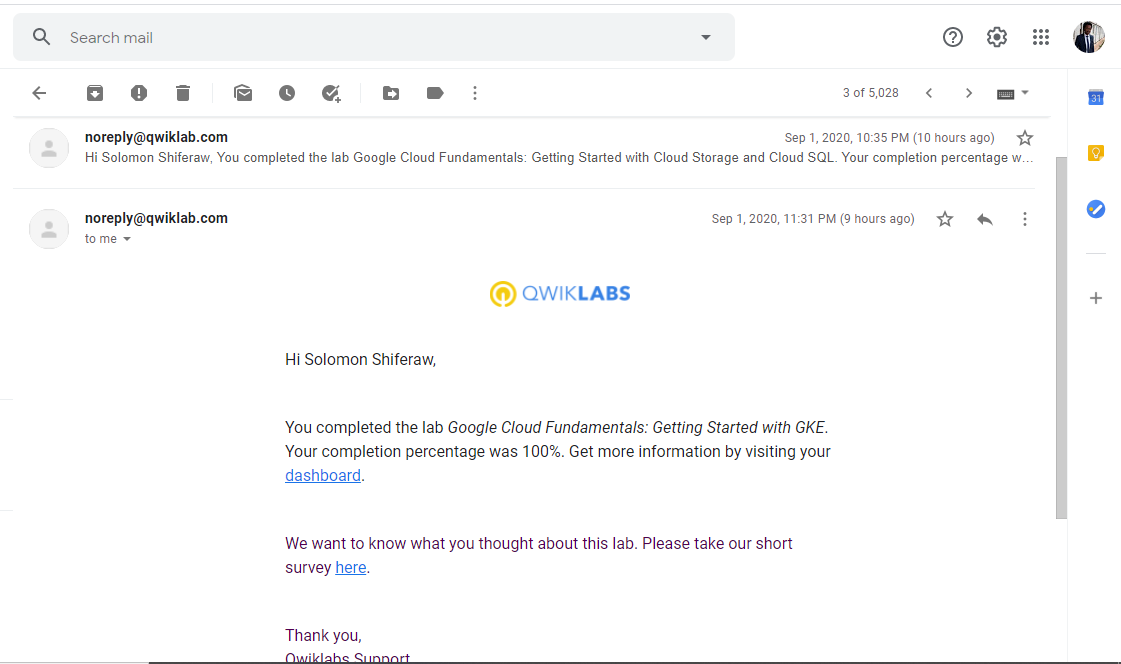 Search mail
3 of 5,028
31
noreply@qwiklab.com
Sep 1, 2020, 10:35 PM (10 hours ago)
Hi Solomon Shiferaw, You completed the lab Google Cloud Fundamentals: Getting Started with Cloud Storage and Cloud SQL. Your completion percentage w...
noreply@qwiklab.com
Sep 1, 2020, 11:31 PM (9 hours ago)
to me
QWIKLABS
Hi Solomon Shiferaw,
You completed the lab Google Cloud Fundamentals: Getting Started with GKE.
Your completion percentage was 100%. Get more information by visiting your
dashboard.
We want to know what you thought about this lab. Please take our short
survey here.
Thank you,
Qwiklabs Support